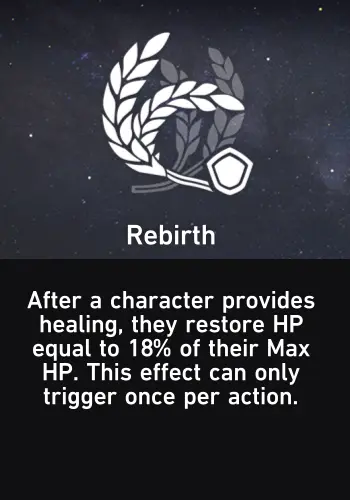 Rebirth
After a character provides
healing, they restore HP
equal to 18% of their Max
HP. This effect can only
trigger once per action.